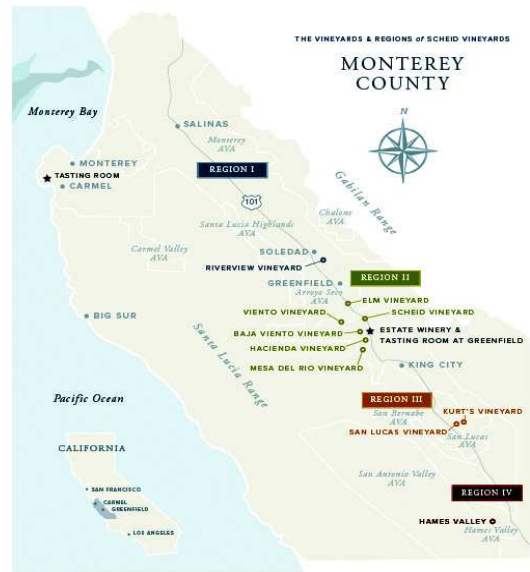 THE VINEYARDS & REGIONS of SCHEID VINEYARDS
MONTEREY
COUNTY
N
Monterey Bay
SALINAS
Monterey
AVA
MONTEREY
TASTING ROOM
CARMEL
REGION I
Gabilan Range
101
Chalone
AVA
Santa Lucia Highlands
AVA
Carmel Valley
AVA
SOLEDAD
RIVERVIEW VINEYARD
REGION II
GREENFIELD
Arroyo Seco
AVA
ELM VINEYARD
VIENTO VINEYARD
SCHEID VINEYARD
BIG SUR
BAJA VIENTO VINEYARD
ESTATE WINERY &
TASTING ROOM AT GREENFIELD
HACIENDA VINEYARD
MESA DEL RIO VINEYARD
Santa Lucia Range
KING CITY
Pacific Ocean
REGION III
San Bernabe
AVA
KURT'S VINEYARD
SAN LUCAS VINEYARD
San Lucas
AVA
CALIFORNIA
San Antonio Valley
AVA
SAN FRANCISCO
CARMEL
GREENFIELD
LOS ANGELES
REGION IV
HAMES VALLEY
Hames Valley
AVA